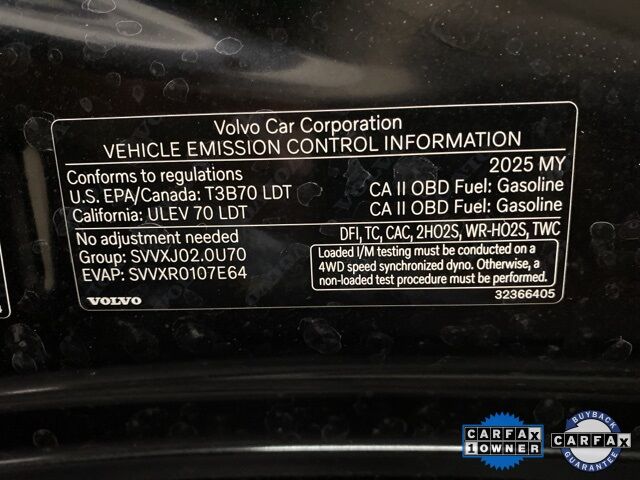 Volvo Car Corporation
VEHICLE EMISSION CONTROL INFORMATION
Conforms to regulations 2025 MY
U.S. EPA/Canada: T3B70 LDT CA II OBD Fuel: Gasoline
California: ULEV 70 LDT CA II OBD Fuel: Gasoline
No adjustment needed DFI, TC, CAC, 2HO2S, WR-HO2S, TWC
Group: SVVXJ02.0U70
EVAP: SVVXR0107E64
Loaded I/M testing must be conducted on a
4WD speed synchronized dyno. Otherwise, a
non-loaded test procedure must be performed.
VOLVO 32366405
CARFAX
1 OWNER
BUYBACK
CARFAX
GUARANTEE